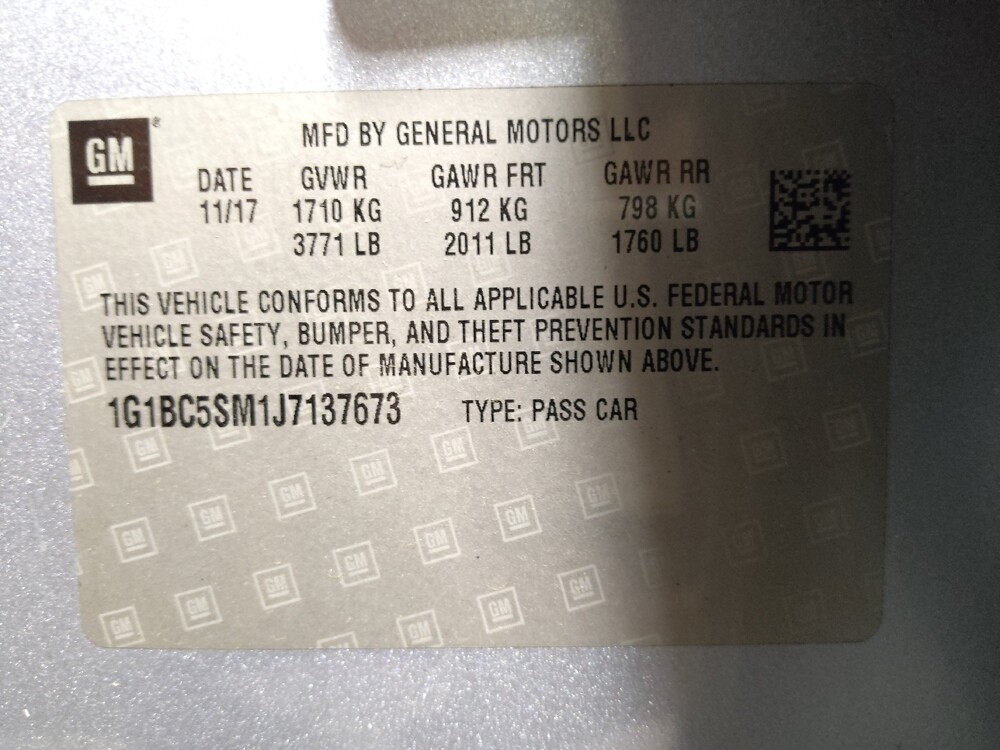 GM®
MFD BY GENERAL MOTORS LLC
DATE GVWR GAWR FRT GAWR RR
11/17 1710 KG 912 KG 798 KG
3771 LB 2011 LB 1760 LB
THIS VEHICLE CONFORMS TO ALL APPLICABLE U.S. FEDERAL MOTOR
VEHICLE SAFETY, BUMPER, AND THEFT PREVENTION STANDARDS IN
EFFECT ON THE DATE OF MANUFACTURE SHOWN ABOVE.
1G1BC5SM1J7137673 TYPE: PASS CAR